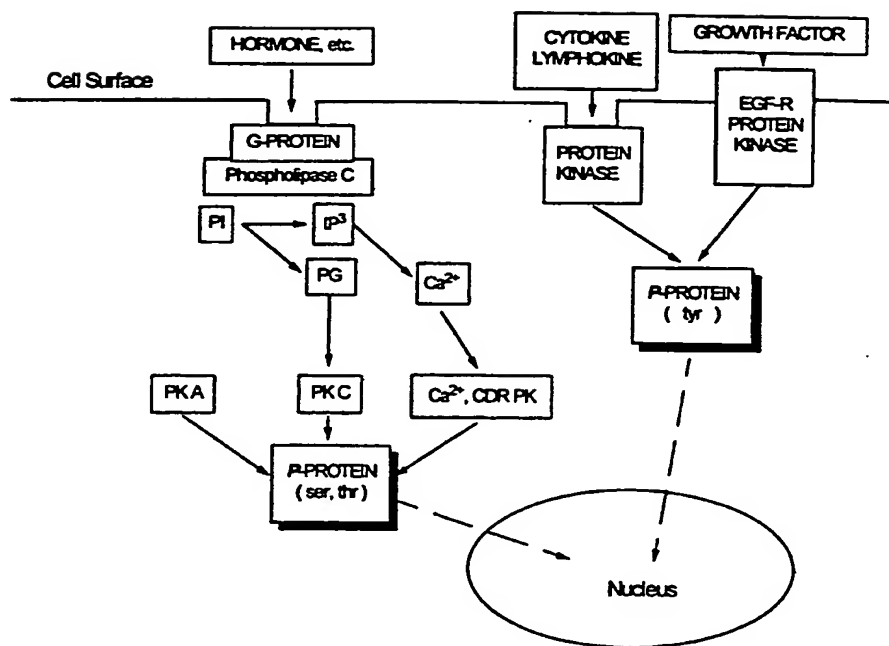 HORMONE, etc.
CYTOKINE
LYMPHOKINE
GROWTH FACTOR
Cell Surface
G-PROTEIN
Phospholipase C
PROTEIN
KINASE
EGF-R
PROTEIN
KINASE
PI
IP³
PG
Ca²⁺
P-PROTEIN
( tyr )
PKA
PKC
Ca²⁺, CDR PK
P-PROTEIN
( ser, thr )
Nucleus